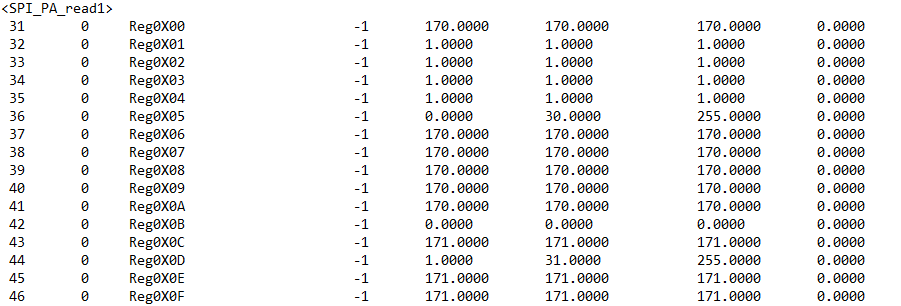 <SPI_PA_read1>
31 0 Reg0X00 -1 170.0000 170.0000 170.0000 0.0000
32 0 Reg0X01 -1 1.0000 1.0000 1.0000 0.0000
33 0 Reg0X02 -1 1.0000 1.0000 1.0000 0.0000
34 0 Reg0X03 -1 1.0000 1.0000 1.0000 0.0000
35 0 Reg0X04 -1 1.0000 1.0000 1.0000 0.0000
36 0 Reg0X05 -1 0.0000 30.0000 255.0000 0.0000
37 0 Reg0X06 -1 170.0000 170.0000 170.0000 0.0000
38 0 Reg0X07 -1 170.0000 170.0000 170.0000 0.0000
39 0 Reg0X08 -1 170.0000 170.0000 170.0000 0.0000
40 0 Reg0X09 -1 170.0000 170.0000 170.0000 0.0000
41 0 Reg0X0A -1 170.0000 170.0000 170.0000 0.0000
42 0 Reg0X0B -1 0.0000 0.0000 0.0000 0.0000
43 0 Reg0X0C -1 171.0000 171.0000 171.0000 0.0000
44 0 Reg0X0D -1 1.0000 31.0000 255.0000 0.0000
45 0 Reg0X0E -1 171.0000 171.0000 171.0000 0.0000
46 0 Reg0X0F -1 171.0000 171.0000 171.0000 0.0000